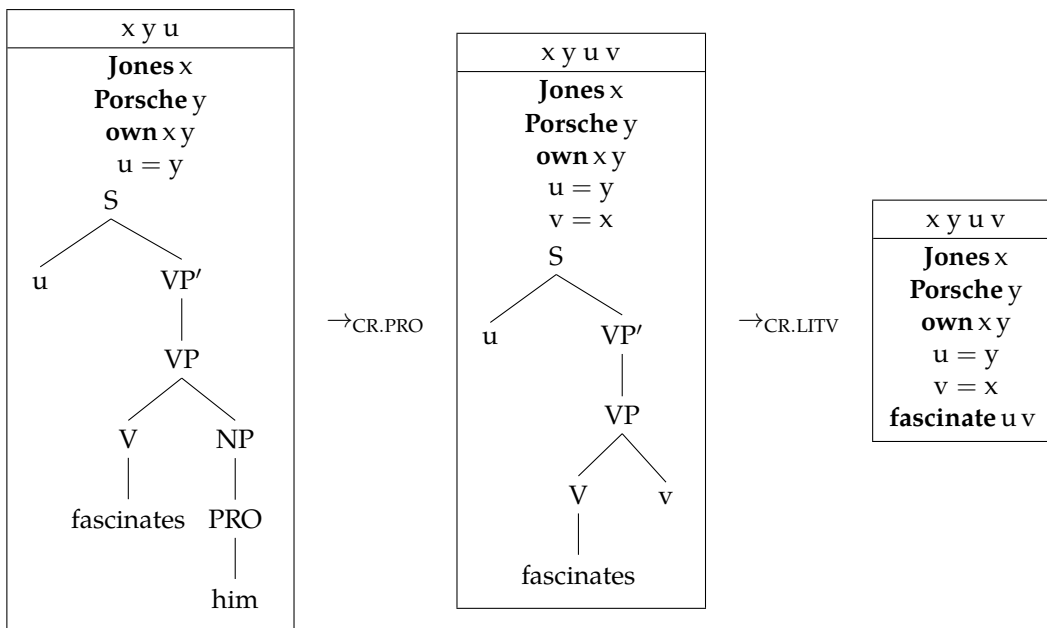 x y u
Jones x
Porsche y
own x y
u = y
S
u VP′
VP
V NP
fascinates PRO
him
→CR.PRO
x y u v
Jones x
Porsche y
own x y
u = y
v = x
S
u VP′
VP
V v
fascinates
→CR.LITV
x y u v
Jones x
Porsche y
own x y
u = y
v = x
fascinate u v